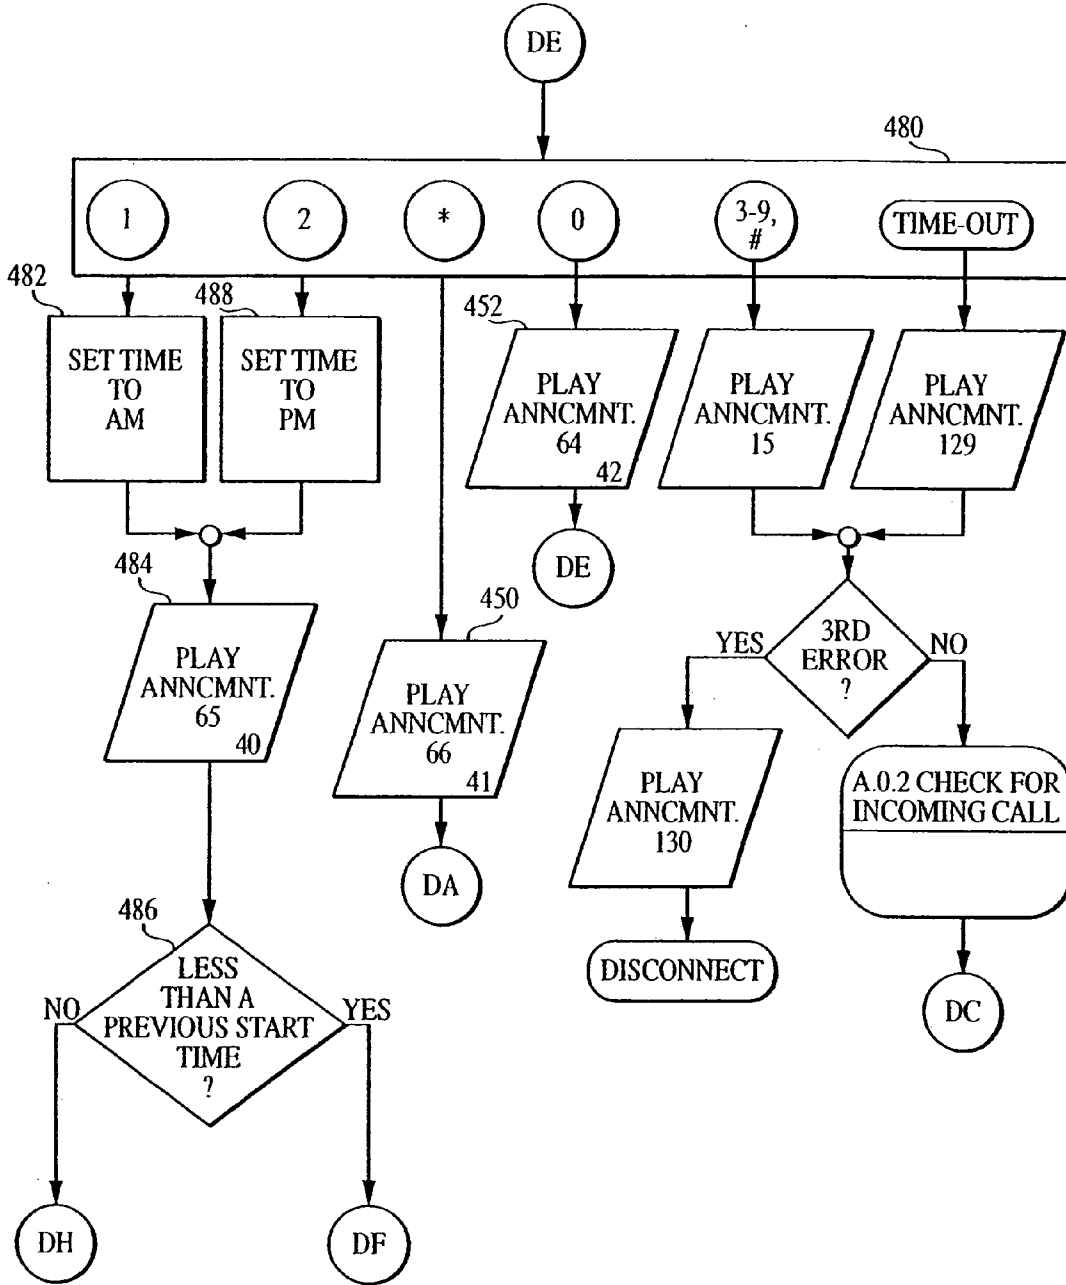 DE
480
1
2
*
0
3-9,
#
TIME-OUT
482
488
452
SET TIME
TO
AM
SET TIME
TO
PM
PLAY
ANNCMNT.
64
42
PLAY
ANNCMNT.
15
PLAY
ANNCMNT.
129
DE
484
PLAY
ANNCMNT.
65
40
450
PLAY
ANNCMNT.
66
41
DA
YES
3RD
ERROR
?
NO
PLAY
ANNCMNT.
130
DISCONNECT
A.0.2 CHECK FOR
INCOMING CALL
DC
486
NO
LESS
THAN A
PREVIOUS START
TIME
?
YES
DH
DF